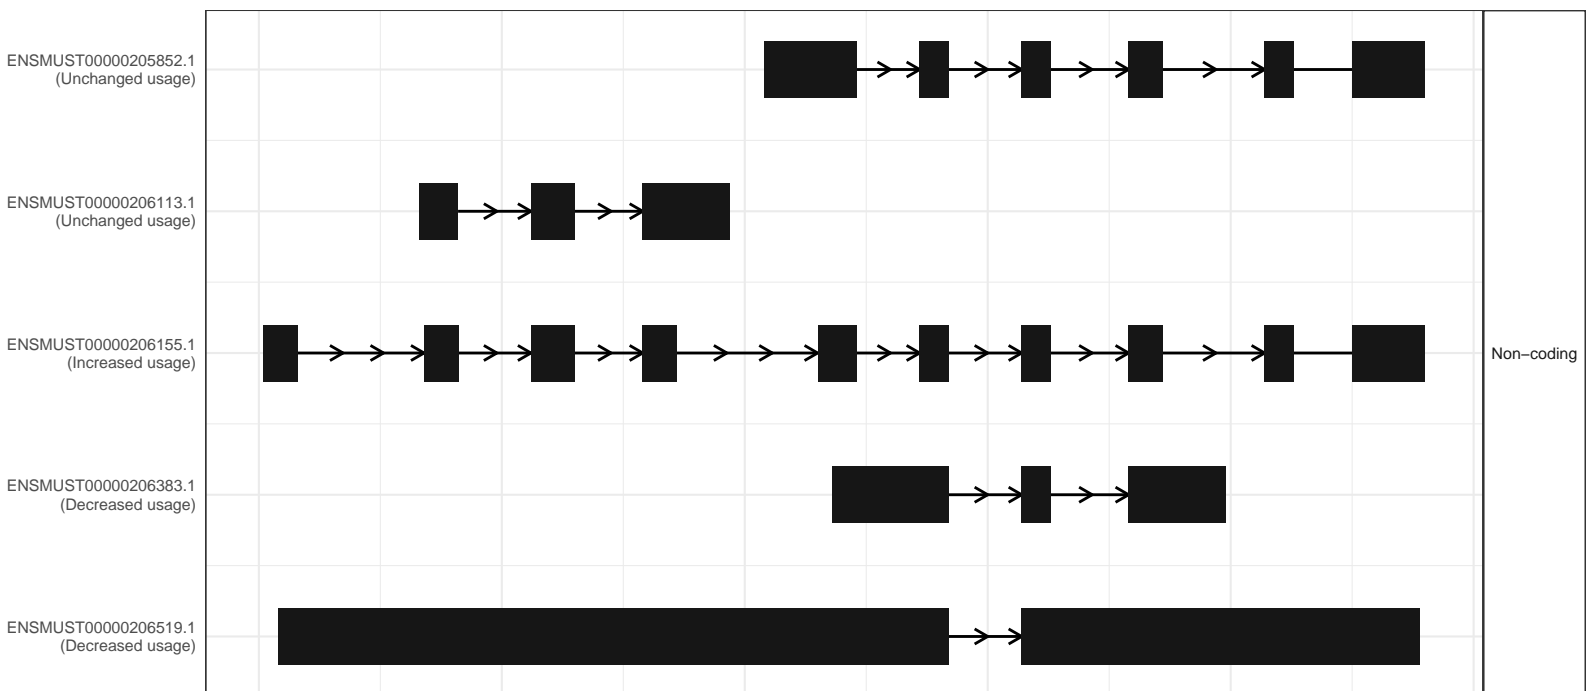 ENSMUST00000205852.1
(Unchanged usage)
ENSMUST00000206113.1
(Unchanged usage)
ENSMUST00000206155.1
(Increased usage)
Non−coding
ENSMUST00000206383.1
(Decreased usage)
ENSMUST00000206519.1
(Decreased usage)